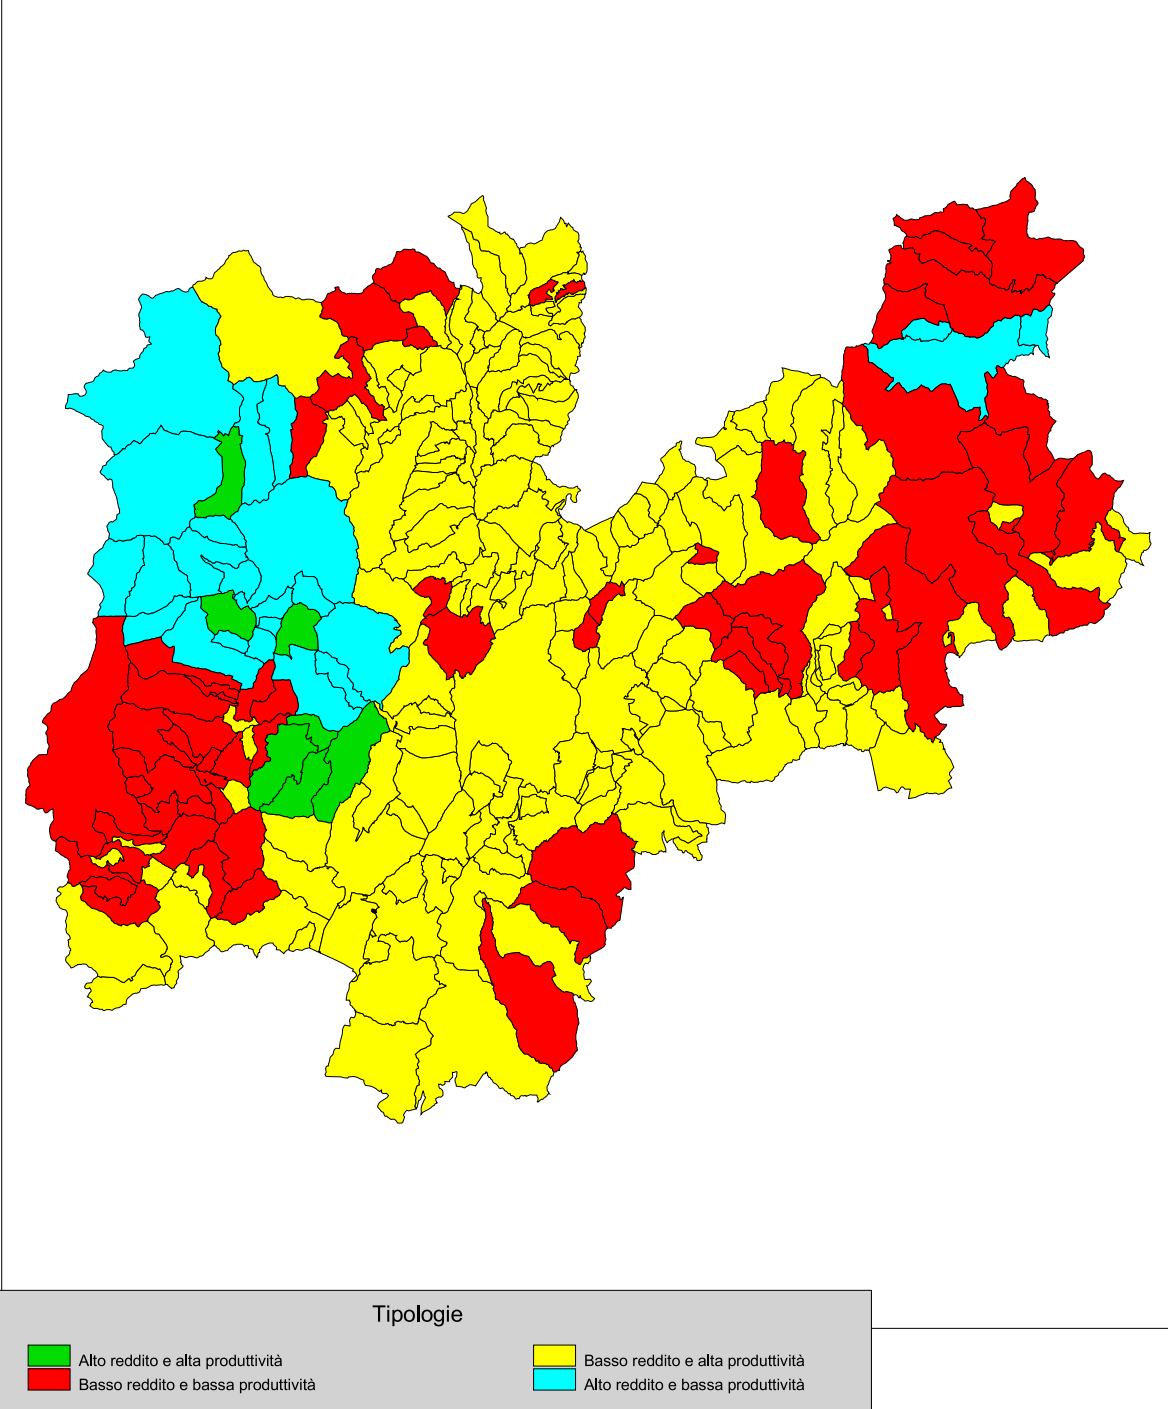 Tipologie
Alto reddito e alta produttività
Basso reddito e bassa produttività
Basso reddito e alta produttività
Alto reddito e bassa produttività